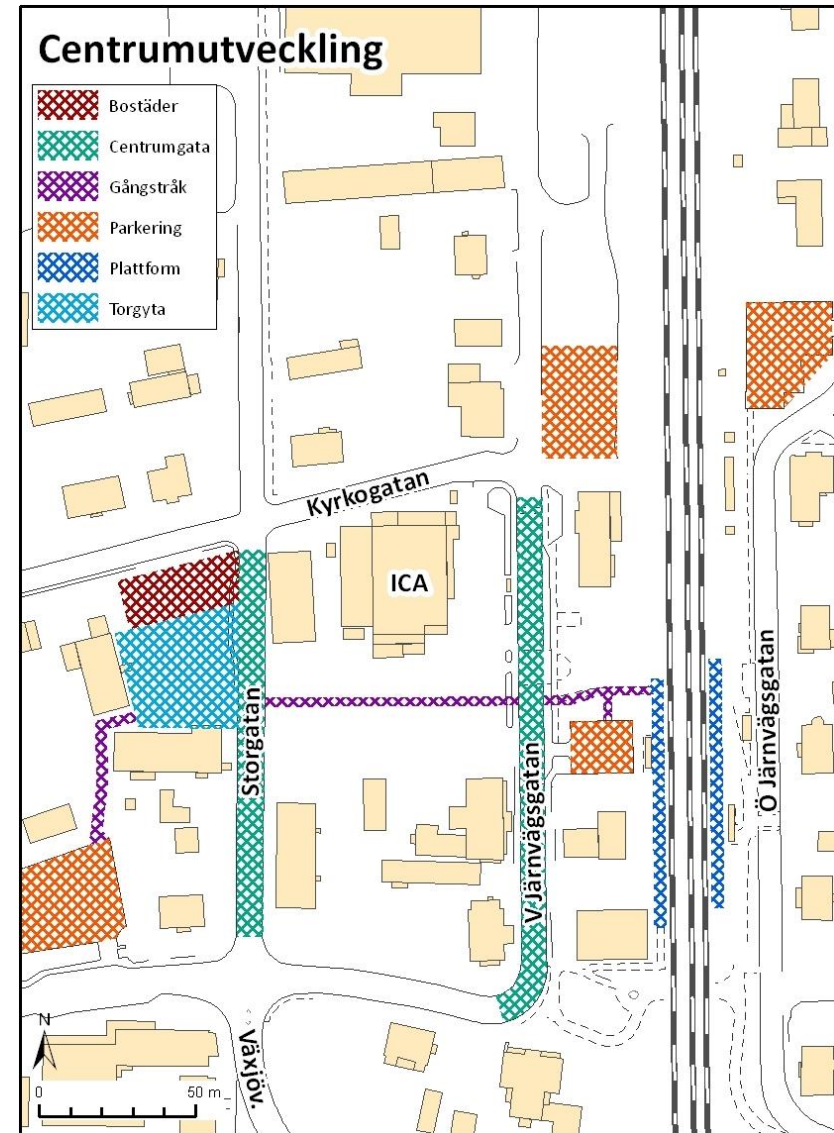 Centrumutveckling
Bostäder
Centrumgata
Gångstråk
Parkering
Plattform
Torgyta
Kyrkogatan
ICA
Storgatan
V Järnvägsgatan
Ö Järnvägsgatan
Växjöv.
N
0 50 m